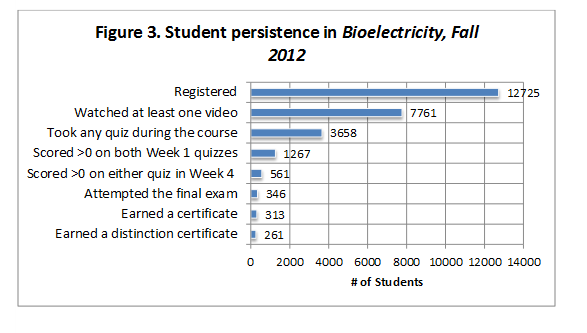 Figure 3. Student persistence in Bioelectricity, Fall
2012
Registered 12725
Watched at least one video 7761
Took any quiz during the course 3658
Scored >0 on both Week 1 quizzes 1267
Scored >0 on either quiz in Week 4 561
Attempted the final exam 346
Earned a certificate 313
Earned a distinction certificate 261
0 2000 4000 6000 8000 10000 12000 14000
# of Students